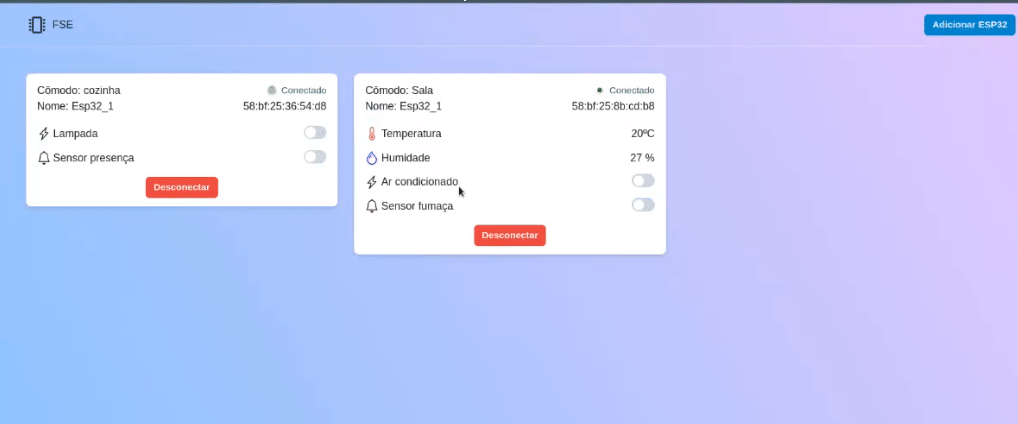 FSE
Adicionar ESP32
Cômodo: cozinha
Conectado
Nome: Esp32_1
58:bf:25:36:54:d8
Lampada
Sensor presença
Desconectar
Cômodo: Sala
Conectado
Nome: Esp32_1
58:bf:25:8b:cd:b8
Temperatura
20ºC
Humidade
27 %
Ar condicionado
Sensor fumaça
Desconectar